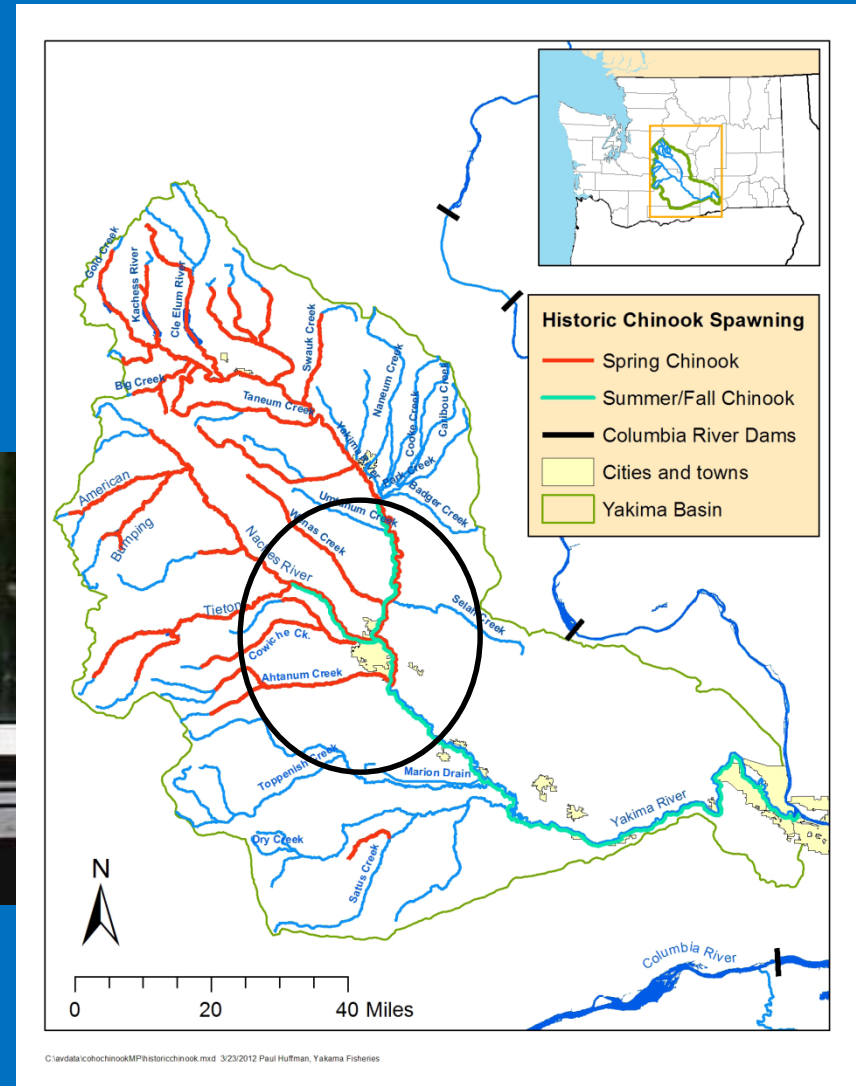 Historic Chinook Spawning
Spring Chinook
Summer/Fall Chinook
Columbia River Dams
Cities and towns
Yakima Basin
Gold Creek
Kachess River
Cle Elum River
Swauk Creek
Big Creek
Taneum Creek
Naneum Creek
Cooke Creek
Caribou Creek
Yakima River
Park Creek
Badger Creek
American
Bumping
Umtanum Creek
Wenas Creek
Naches River
Tieton
Selah Creek
Cowiche Ck.
Ahtanum Creek
Toppenish Creek
Marion Drain
Yakima River
Dry Creek
Satus Creek
N
Columbia River
0 20 40 Miles
C:\avdata\cohochinookMP\historicchinook.mxd 3/23/2012 Paul Huffman, Yakama Fisheries